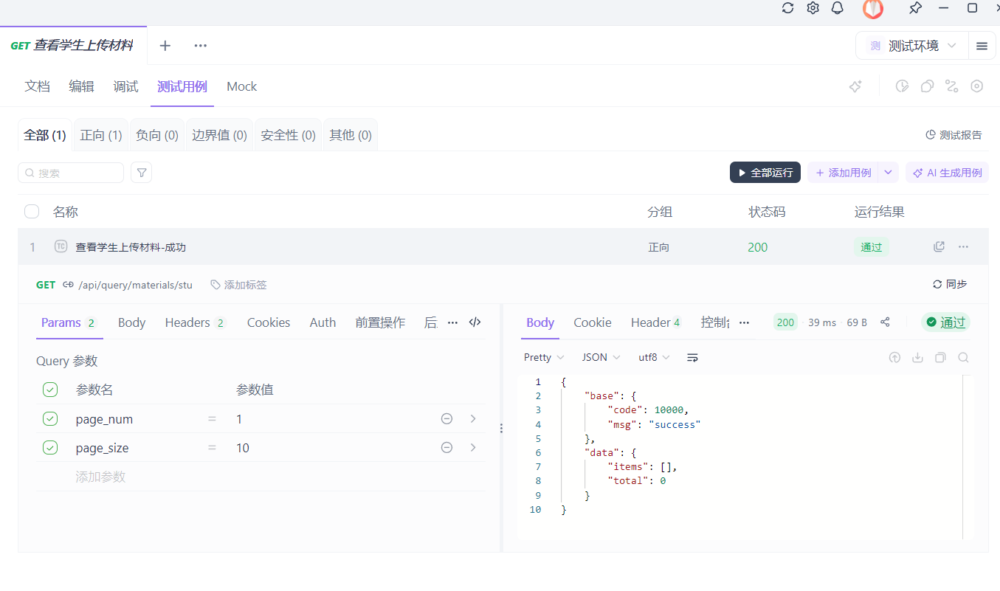 GET 查看学生上传材料
测 测试环境
文档 编辑 调试 测试用例 Mock
全部 (1) 正向 (1) 负向 (0) 边界值 (0) 安全性 (0) 其他 (0) 测试报告
搜索 全部运行 添加用例 AI 生成用例
名称 分组 状态码 运行结果
1 TC 查看学生上传材料-成功 正向 200 通过
GET /api/query/materials/stu 添加标签 同步
Params 2 Body Headers 2 Cookies Auth 前置操作 后
Body Cookie Header 4 控制 200 39 ms 69 B 通过
Pretty JSON utf8
Query 参数
参数名 参数值
page_num = 1
page_size = 10
添加参数
1 {
2 "base": {
3 "code": 10000,
4 "msg": "success"
5 },
6 "data": {
7 "items": [],
8 "total": 0
9 }
10 }